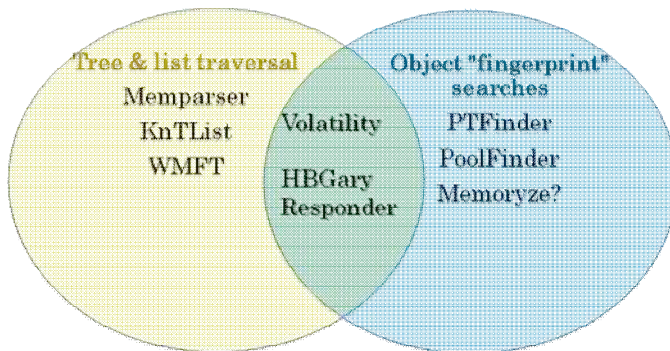 Tree & list traversal
Memparser
KnTList
WMFT
Volatility
HBGary
Responder
Object "fingerprint"
searches
PTFinder
PoolFinder
Memoryze?